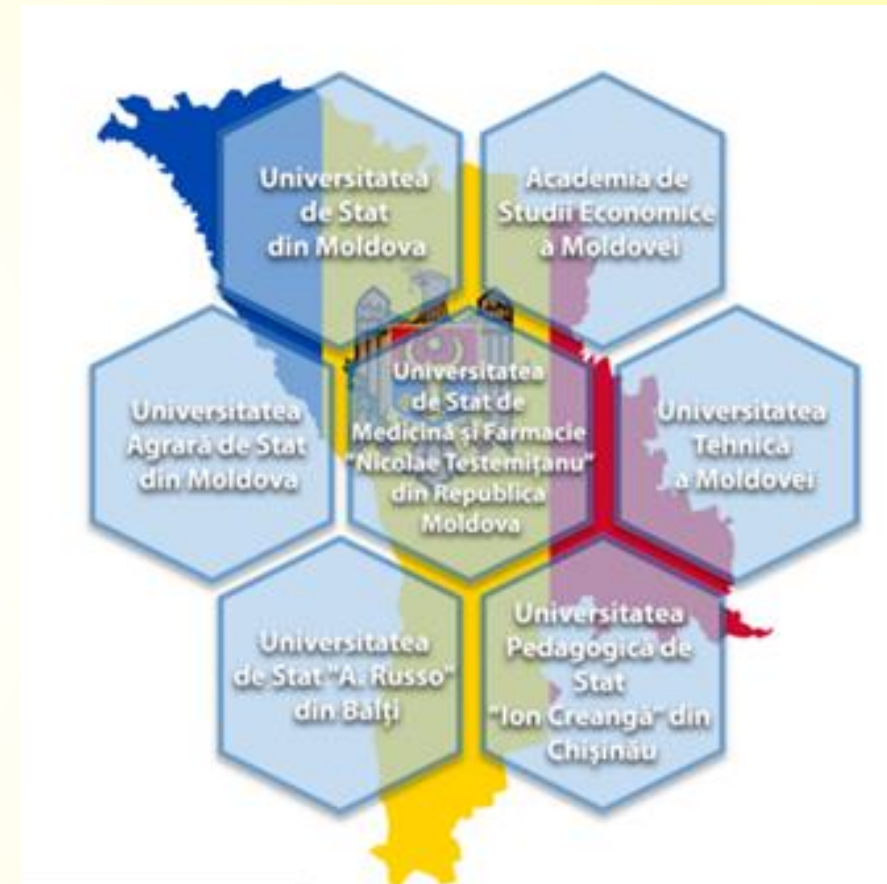 Universitatea
de Stat
din Moldova
Academia de
Studii Economice
a Moldovei
Universitatea
Agrară de Stat
din Moldova
Universitatea
de Stat de
Medicină și Farmacie
"Nicolae Testemițanu"
din Republica
Moldova
Universitatea
Tehnică
a Moldovei
Universitatea
de Stat "A. Russo"
din Bălți
Universitatea
Pedagogică de
Stat
"Ion Creangă" din
Chișinău